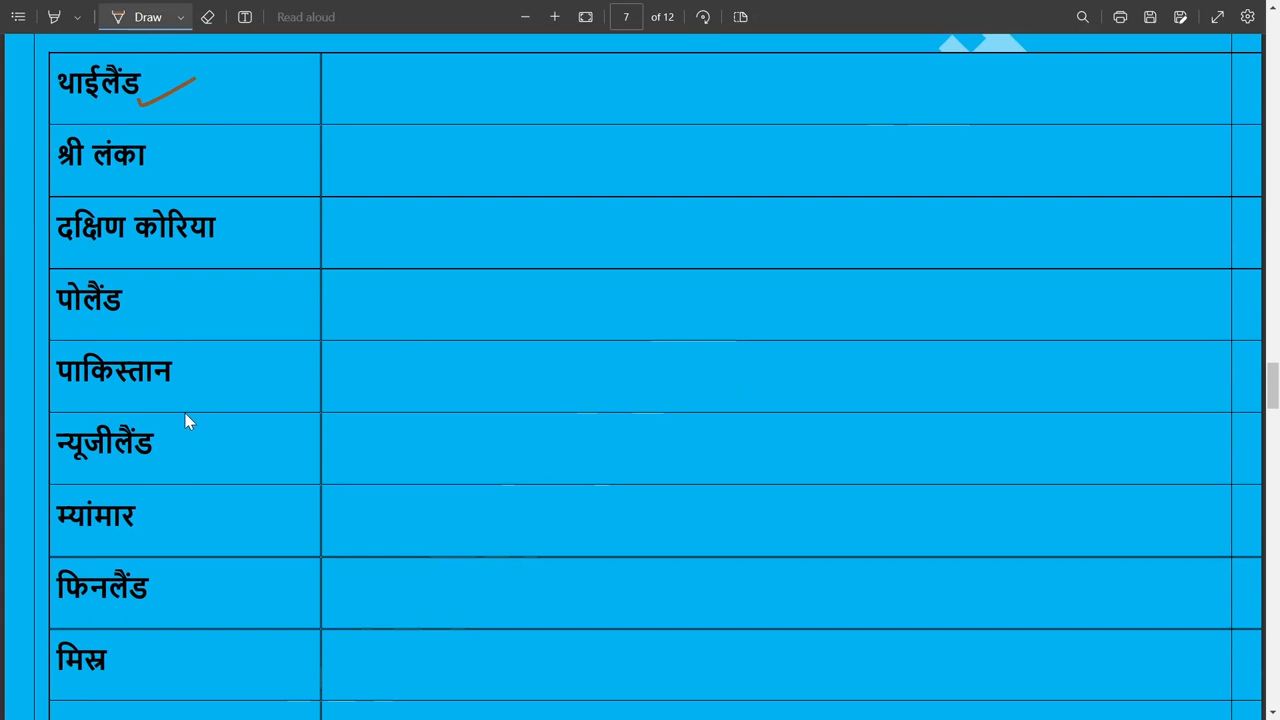 Draw
Read aloud
7
of 12
थाईलैंड
श्री लंका
दक्षिण कोरिया
पोलैंड
पाकिस्तान
न्यूजीलैंड
म्यांमार
फिनलैंड
मिस्र